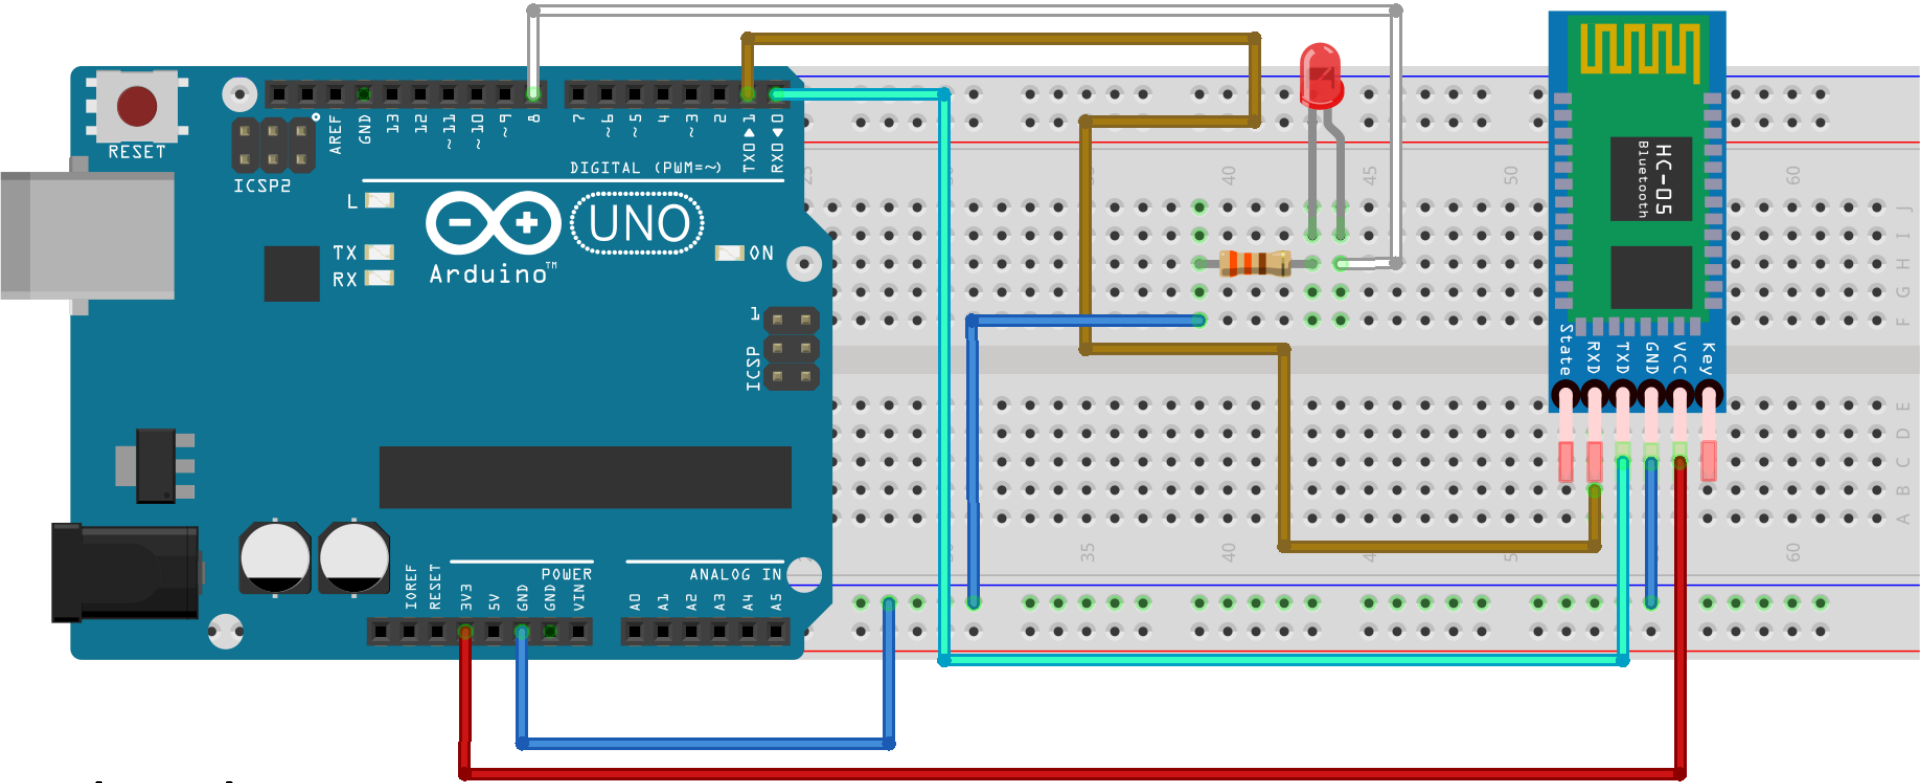 RESET
ICSP2
AREF
GND
13
12
~11
~10
~9
8
7
~6
~5
4
~3
2
TX0▶1
RX0◀0
DIGITAL (PWM=~)
L
TX
RX
UNO
ON
Arduino™
1
ICSP
IOREF
RESET
3V3
5V
GND
GND
VIN
POWER
ANALOG IN
A0
A1
A2
A3
A4
A5
40
45
50
60
J
I
H
G
F
E
D
C
B
A
35
40
60
HC-05
Bluetooth
State
RXD
TXD
GND
VCC
Key